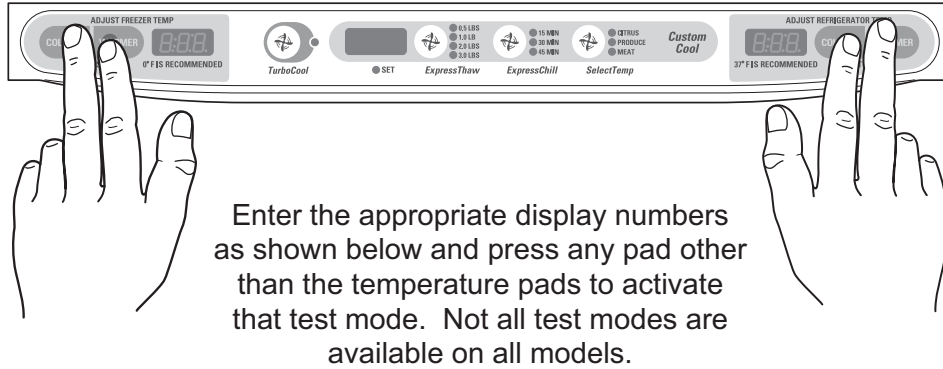 ADJUST FREEZER TEMP
0° F IS RECOMMENDED
TurboCool
SET
0.5 LBS
1.0 LB
2.0 LBS
3.0 LBS
ExpressThaw
15 MIN
30 MIN
45 MIN
ExpressChill
CITRUS
PRODUCE
MEAT
SelectTemp
Custom
Cool
ADJUST REFRIGERATOR TEMP
37° F IS RECOMMENDED
Enter the appropriate display numbers
as shown below and press any pad other
than the temperature pads to activate
that test mode. Not all test modes are
available on all models.